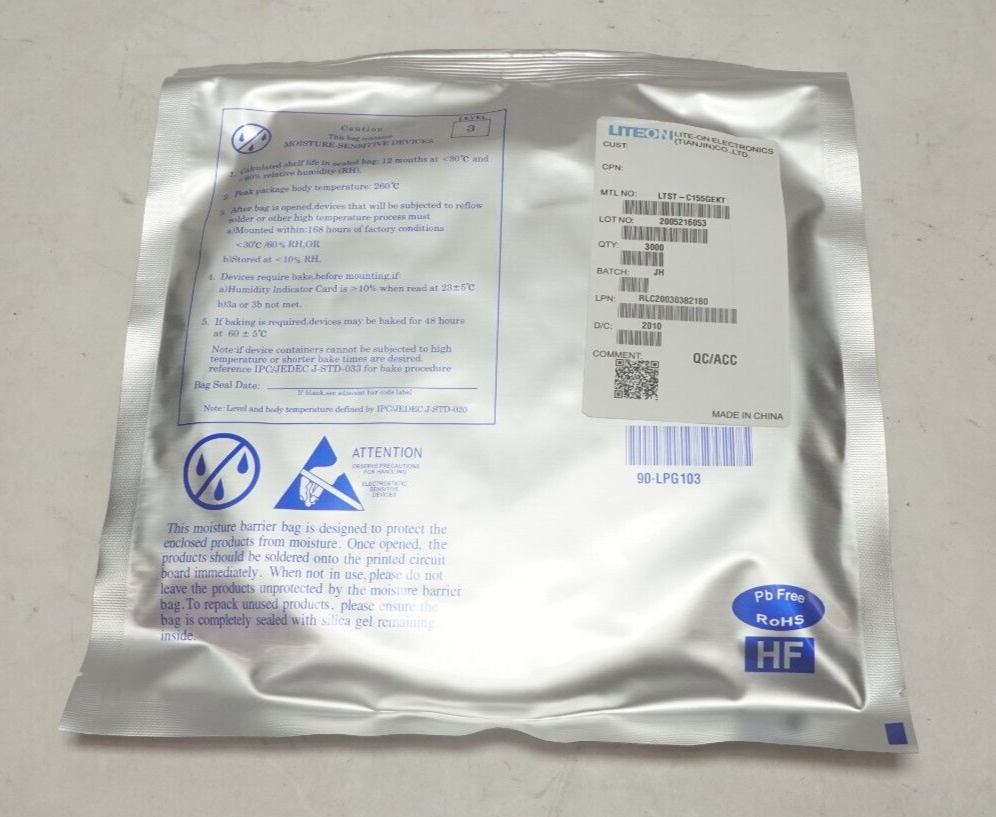 LEVEL
3
Caution
This bag contains
MOISTURE-SENSITIVE DEVICES
1. Calculated shelf life in sealed bag: 12 months at <30℃ and
90% relative humidity (RH).
2. Peak package body temperature: 260℃
3. After bag is opened,devices that will be subjected to reflow
solder or other high temperature process must
a)Mounted within:168 hours of factory conditions
<30℃/60% RH,OR
b)Stored at <10% RH.
4. Devices require bake,before mounting,if:
a)Humidity Indicator Card is >10% when read at 23±5℃
b)3a or 3b not met.
5. If baking is required,devices may be baked for 48 hours
at 60 ± 5℃
Note:if device containers cannot be subjected to high
temperature or shorter bake times are desired.
reference IPC/JEDEC J-STD-033 for bake procedure
Bag Seal Date:
If blank,see adjacent bar code label
Note: Level and body temperature defined by IPC/JEDEC J-STD-020
LITEON LITE-ON ELECTRONICS
(TIANJIN)CO.,LTD.
CUST:
CPN:
MTL NO: LTST-C155GEKT
LOT NO: 2005216053
QTY: 3000
BATCH: JH
LPN: RLC20030382180
D/C: 2010
COMMENT: QC/ACC
MADE IN CHINA
90-LPG103
ATTENTION
OBSERVE PRECAUTIONS
FOR HANDLING
ELECTROSTATIC
SENSITIVE
DEVICES
This moisture barrier bag is designed to protect the
enclosed products from moisture. Once opened, the
products should be soldered onto the printed circuit
board immediately. When not in use, please do not
leave the products unprotected by the moisture barrier
bag. To repack unused products, please ensure the
bag is completely sealed with silica gel remaining
inside.
Pb Free
RoHS
HF